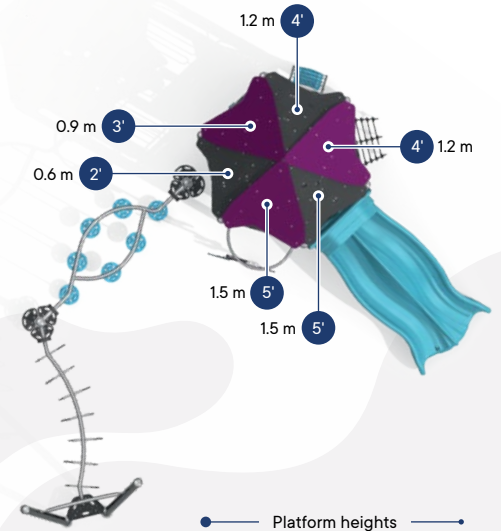 1.2 m 4'
0.9 m 3'
4' 1.2 m
0.6 m 2'
1.5 m 5'
1.5 m 5'
Platform heights